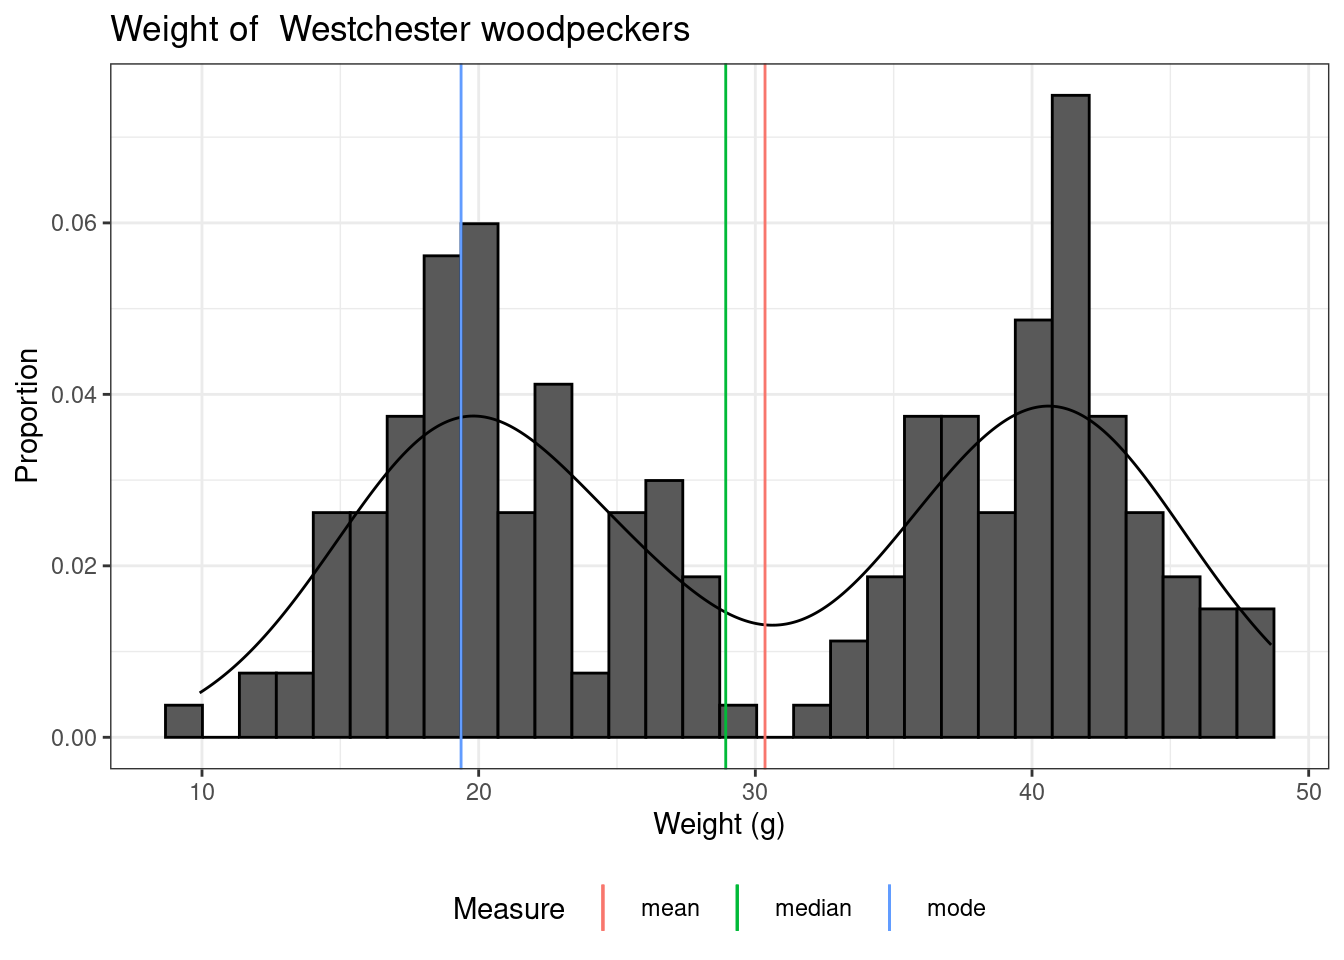 Weight of  Westchester woodpeckers
Proportion
0.06
0.04
0.02
0.00
10 20 30 40 50
Weight (g)
Measure mean median mode